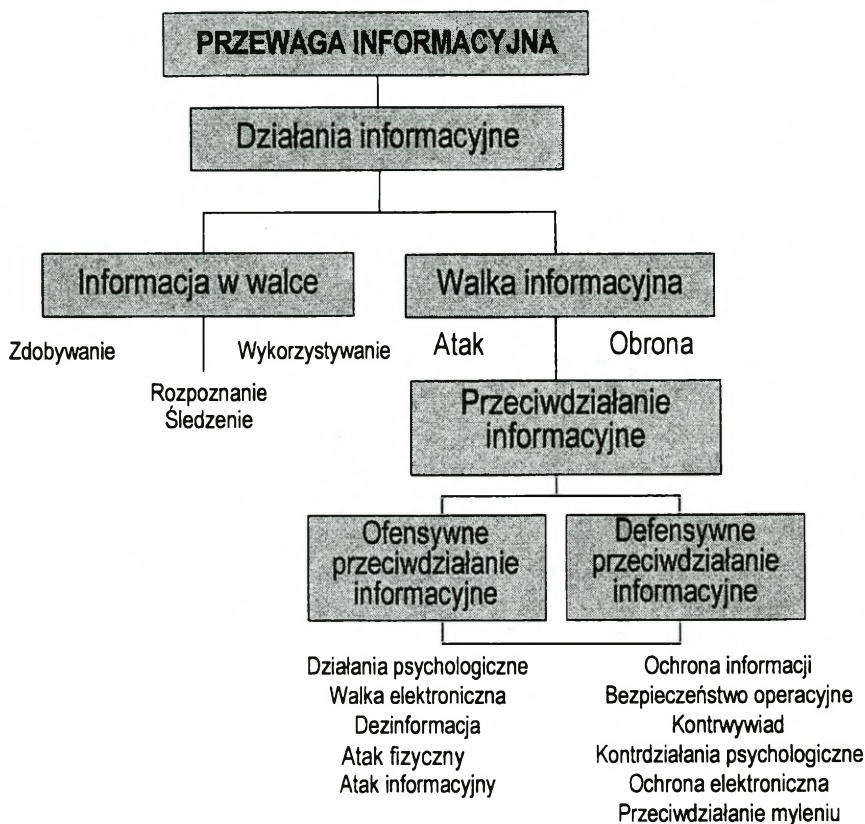 PRZEWAGA INFORMACYJNA
Działania informacyjne
Informacja w walce
Walka informacyjna
Zdobywanie
Wykorzystywanie
Atak
Obrona
Rozpoznanie
Śledzenie
Przeciwdziałanie
informacyjne
Ofensywne
przeciwdziałanie
informacyjne
Defensywne
przeciwdziałanie
informacyjne
Działania psychologiczne
Walka elektroniczna
Dezinformacja
Atak fizyczny
Atak informacyjny
Ochrona informacji
Bezpieczeństwo operacyjne
Kontrwywiad
Kontrdziałania psychologiczne
Ochrona elektroniczna
Przeciwdziałanie myleniu